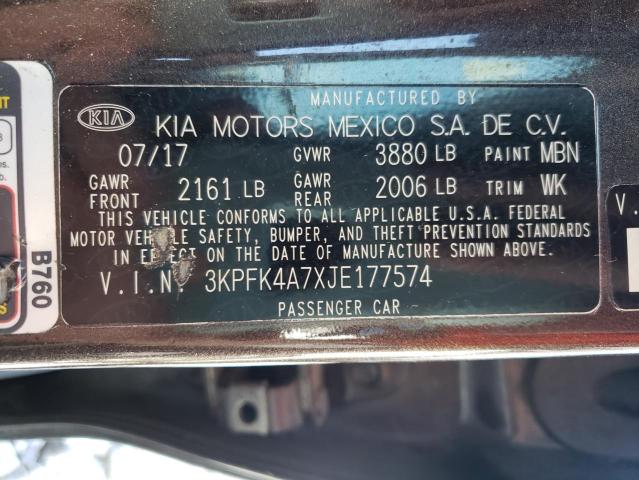 MANUFACTURED BY
KIA KIA MOTORS MEXICO S.A. DE C.V.
07/17 GVWR 3880 LB PAINT MBN
GAWR FRONT 2161 LB GAWR REAR 2006 LB TRIM WK
THIS VEHICLE CONFORMS TO ALL APPLICABLE U.S.A. FEDERAL
MOTOR VEHICLE SAFETY, BUMPER, AND THEFT PREVENTION STANDARDS
IN EFFECT ON THE DATE OF MANUFACTURE SHOWN ABOVE.
V.I.N. 3KPFK4A7XJE177574
PASSENGER CAR
B760
V.